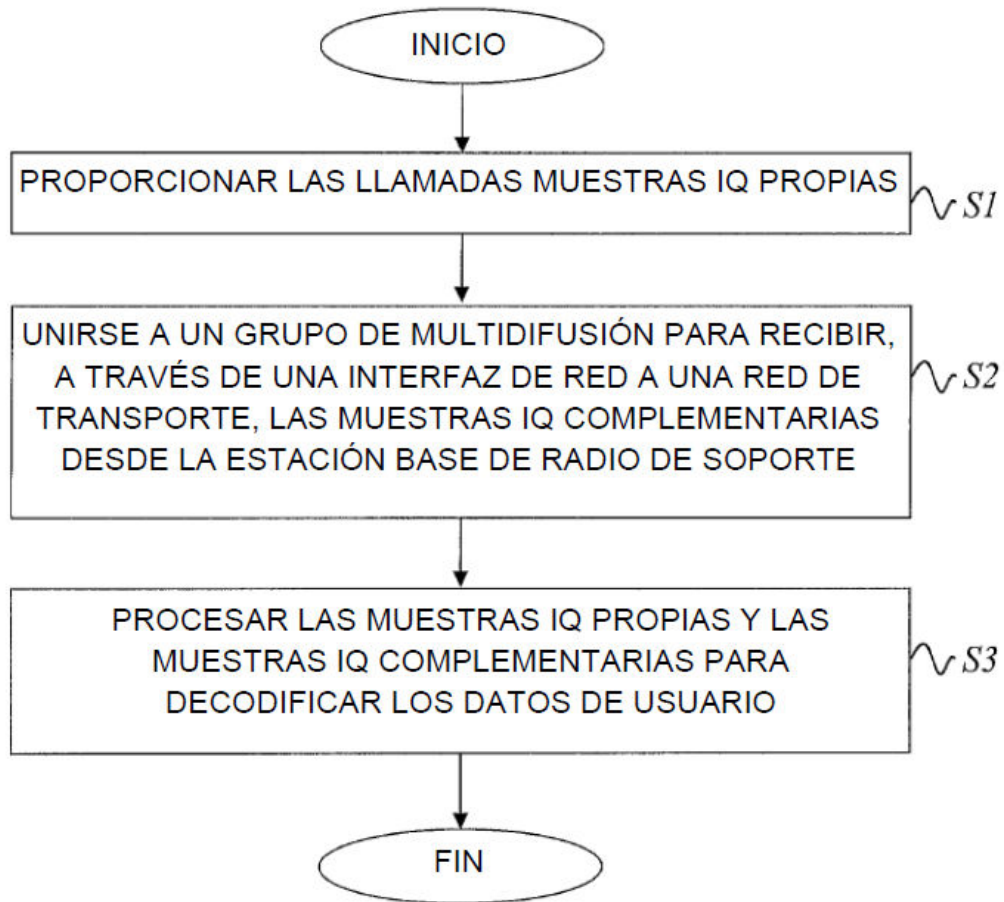 INICIO
PROPORCIONAR LAS LLAMADAS MUESTRAS IQ PROPIAS
S1
UNIRSE A UN GRUPO DE MULTIDIFUSIÓN PARA RECIBIR,
A TRAVÉS DE UNA INTERFAZ DE RED A UNA RED DE
TRANSPORTE, LAS MUESTRAS IQ COMPLEMENTARIAS
DESDE LA ESTACIÓN BASE DE RADIO DE SOPORTE
S2
PROCESAR LAS MUESTRAS IQ PROPIAS Y LAS
MUESTRAS IQ COMPLEMENTARIAS PARA
DECODIFICAR LOS DATOS DE USUARIO
S3
FIN